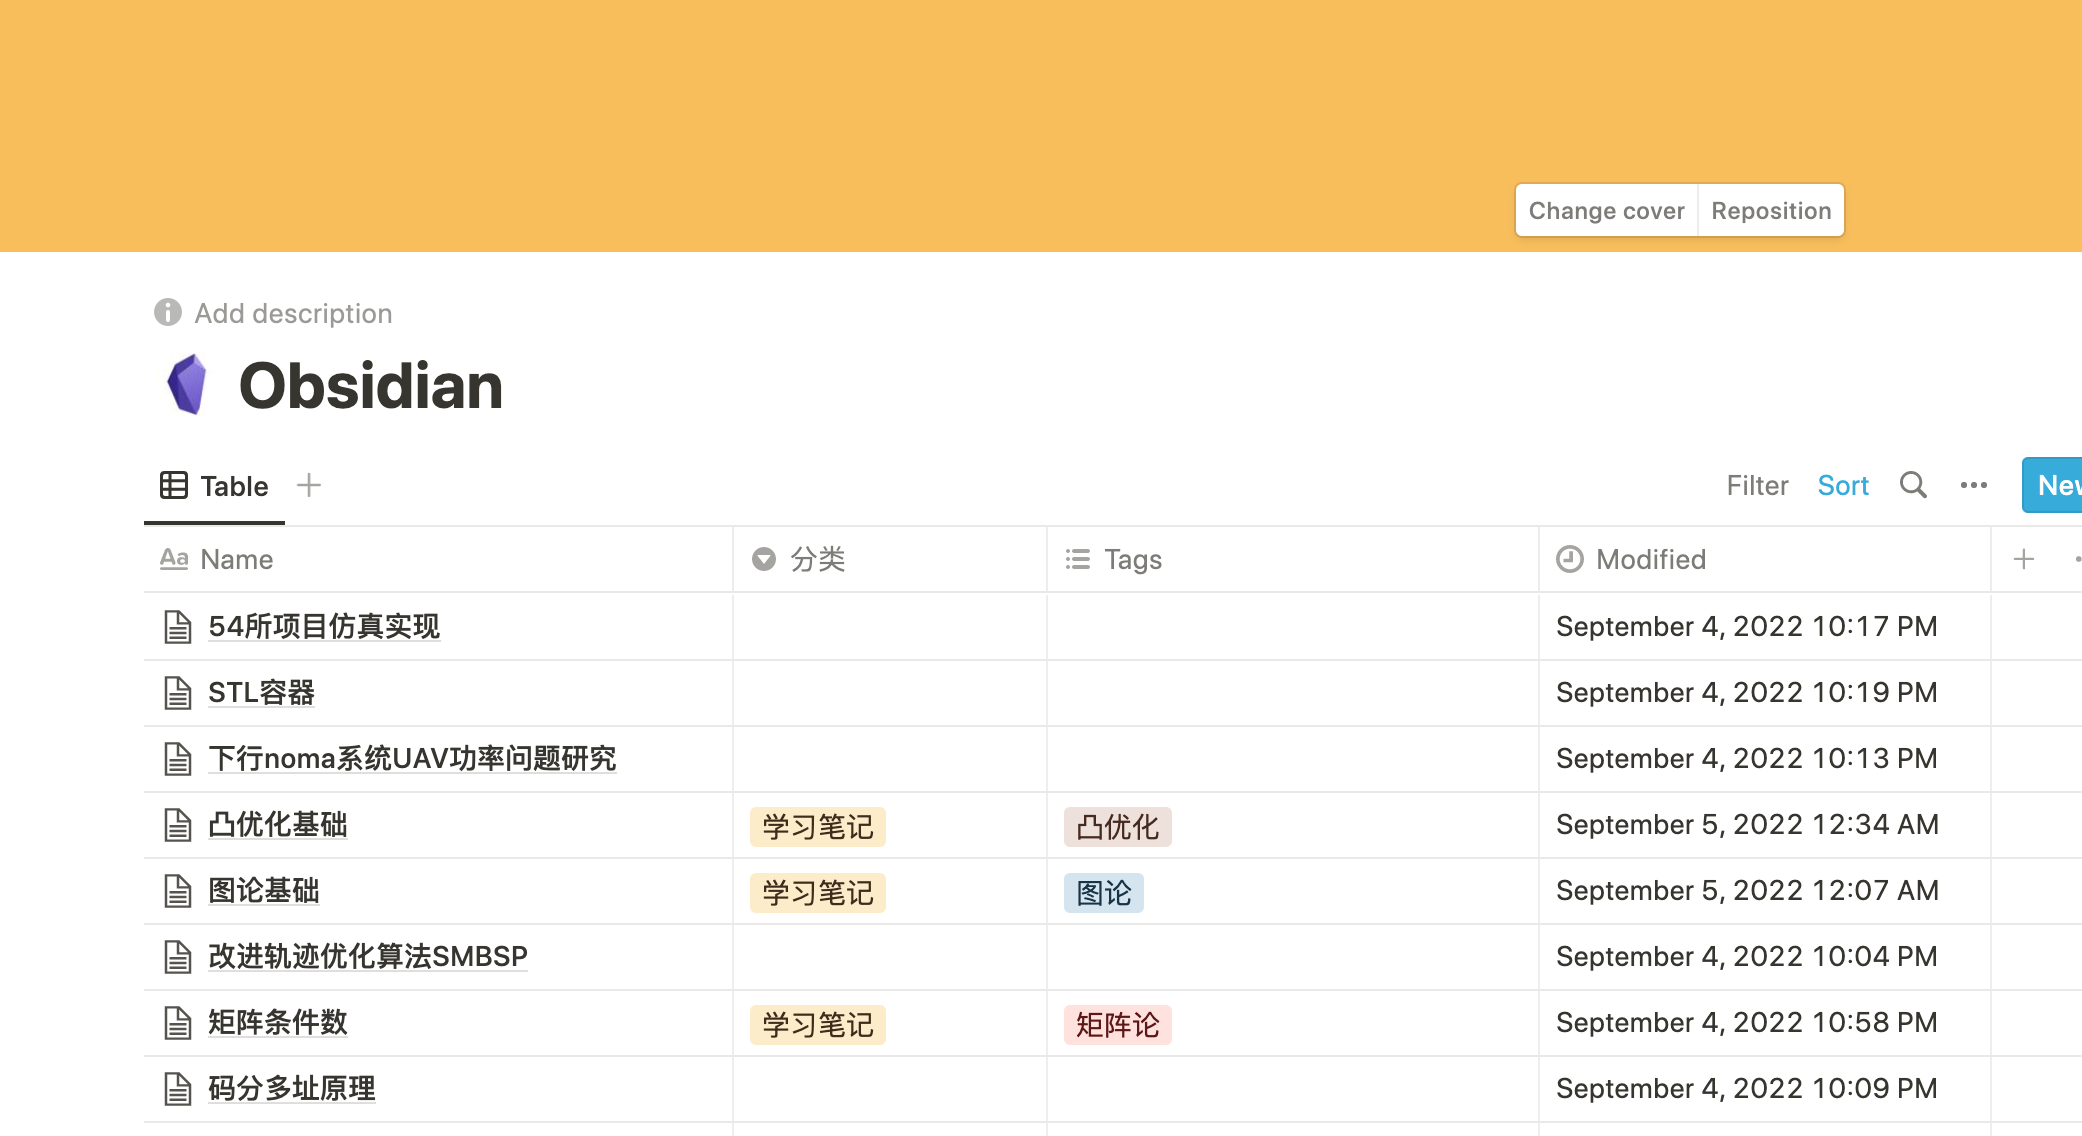 Change cover Reposition
Add description
Obsidian
Table
Filter Sort
Aa Name 分类 Tags Modified
54所项目仿真实现 September 4, 2022 10:17 PM
STL容器 September 4, 2022 10:19 PM
下行noma系统UAV功率问题研究 September 4, 2022 10:13 PM
凸优化基础 学习笔记 凸优化 September 5, 2022 12:34 AM
图论基础 学习笔记 图论 September 5, 2022 12:07 AM
改进轨迹优化算法SMBSP September 4, 2022 10:04 PM
矩阵条件数 学习笔记 矩阵论 September 4, 2022 10:58 PM
码分多址原理 September 4, 2022 10:09 PM